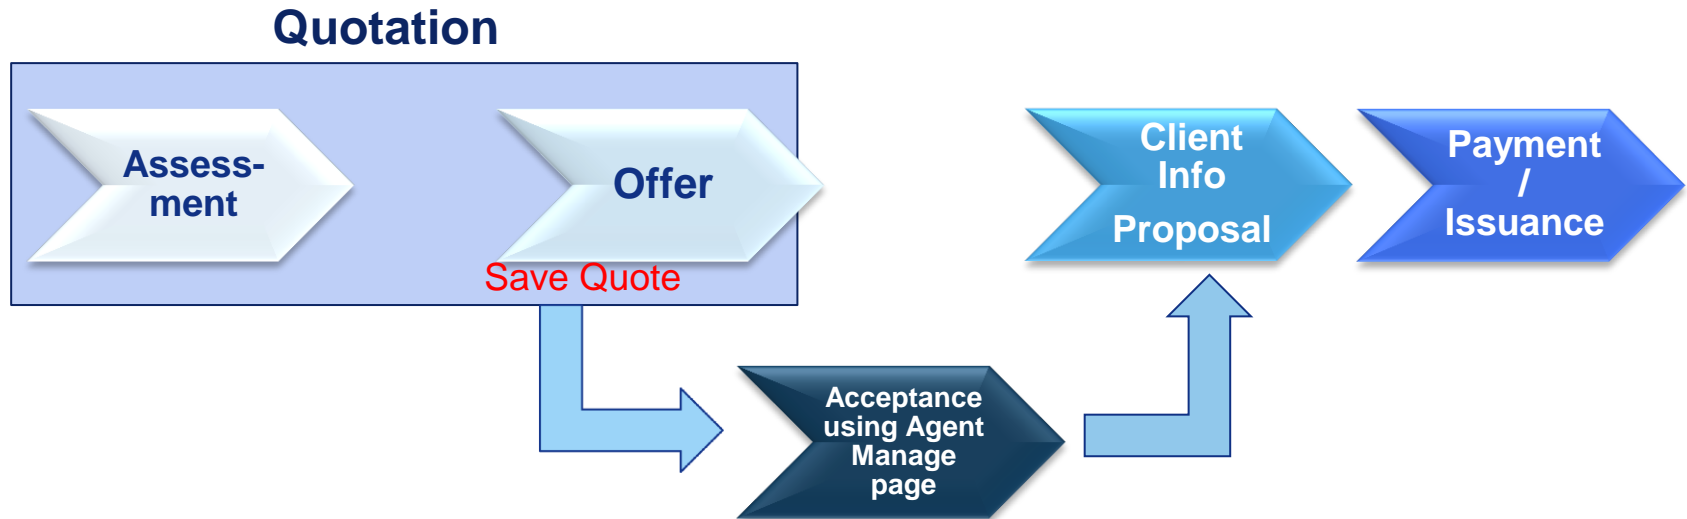 Quotation
Assess-
ment
Offer
Save Quote
Client
Info
Proposal
Payment
/
Issuance
Acceptance
using Agent
Manage
page